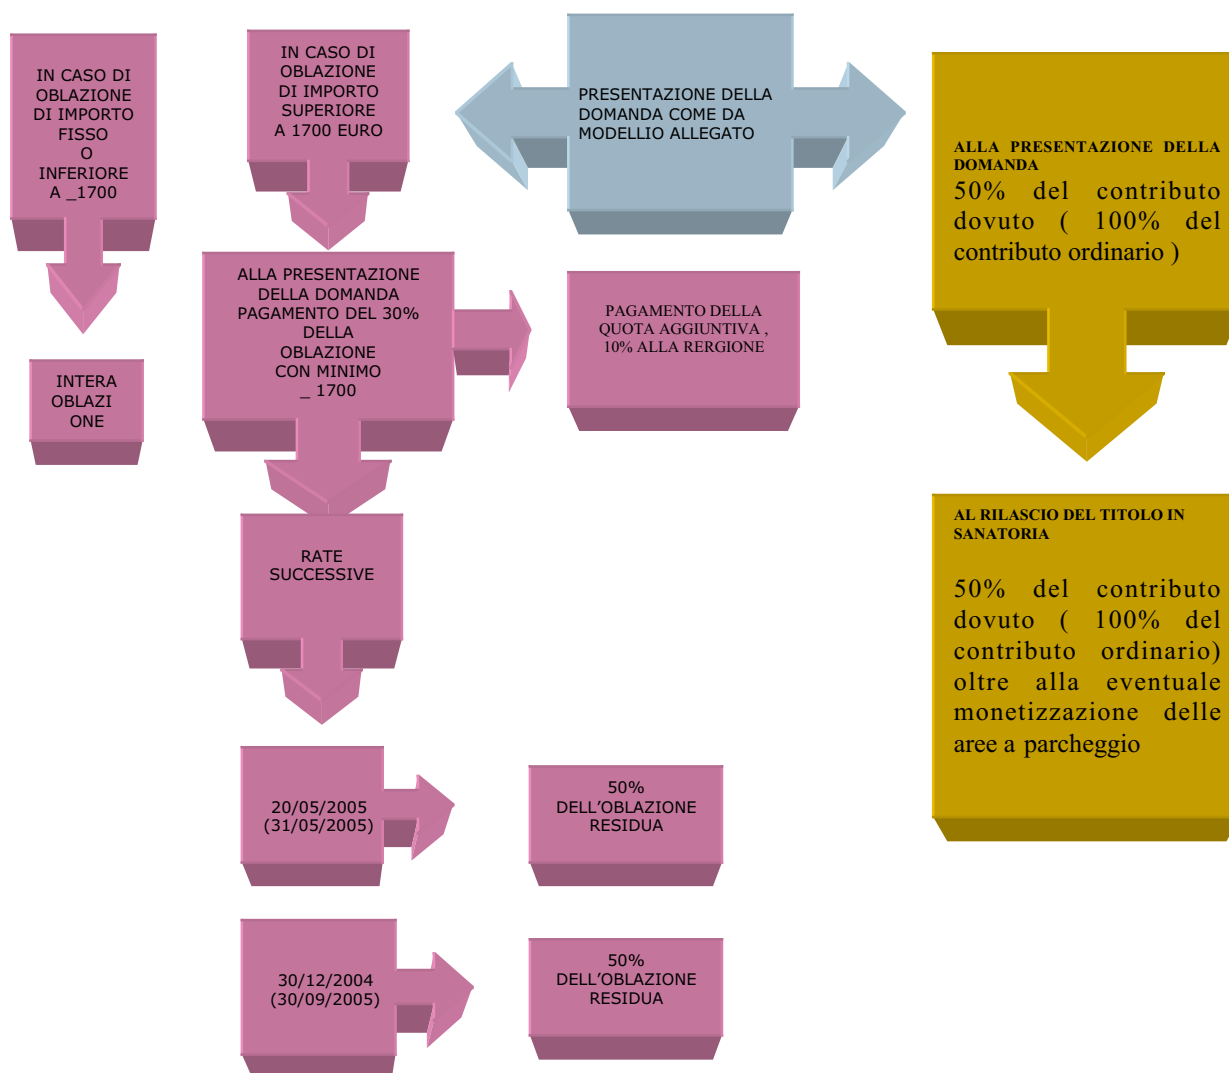 IN CASO DI
OBLAZIONE
DI IMPORTO
FISSO
O
INFERIORE
A _1700
INTERA
OBLAZI
ONE
IN CASO DI
OBLAZIONE
DI IMPORTO
SUPERIORE
A 1700 EURO
ALLA PRESENTAZIONE
DELLA DOMANDA
PAGAMENTO DEL 30%
DELLA
OBLAZIONE
CON MINIMO
_ 1700
PAGAMENTO DELLA
QUOTA AGGIUNTIVA ,
10% ALLA RERGIONE
RATE
SUCCESSIVE
20/05/2005
(31/05/2005)
50%
DELL’OBLAZIONE
RESIDUA
30/12/2004
(30/09/2005)
50%
DELL’OBLAZIONE
RESIDUA
PRESENTAZIONE DELLA
DOMANDA COME DA
MODELLIO ALLEGATO
ALLA PRESENTAZIONE DELLA
DOMANDA
50% del contributo
dovuto ( 100% del
contributo ordinario )
AL RILASCIO DEL TITOLO IN
SANATORIA
50% del contributo
dovuto ( 100% del
contributo ordinario)
oltre alla eventuale
monetizzazione delle
aree a parcheggio